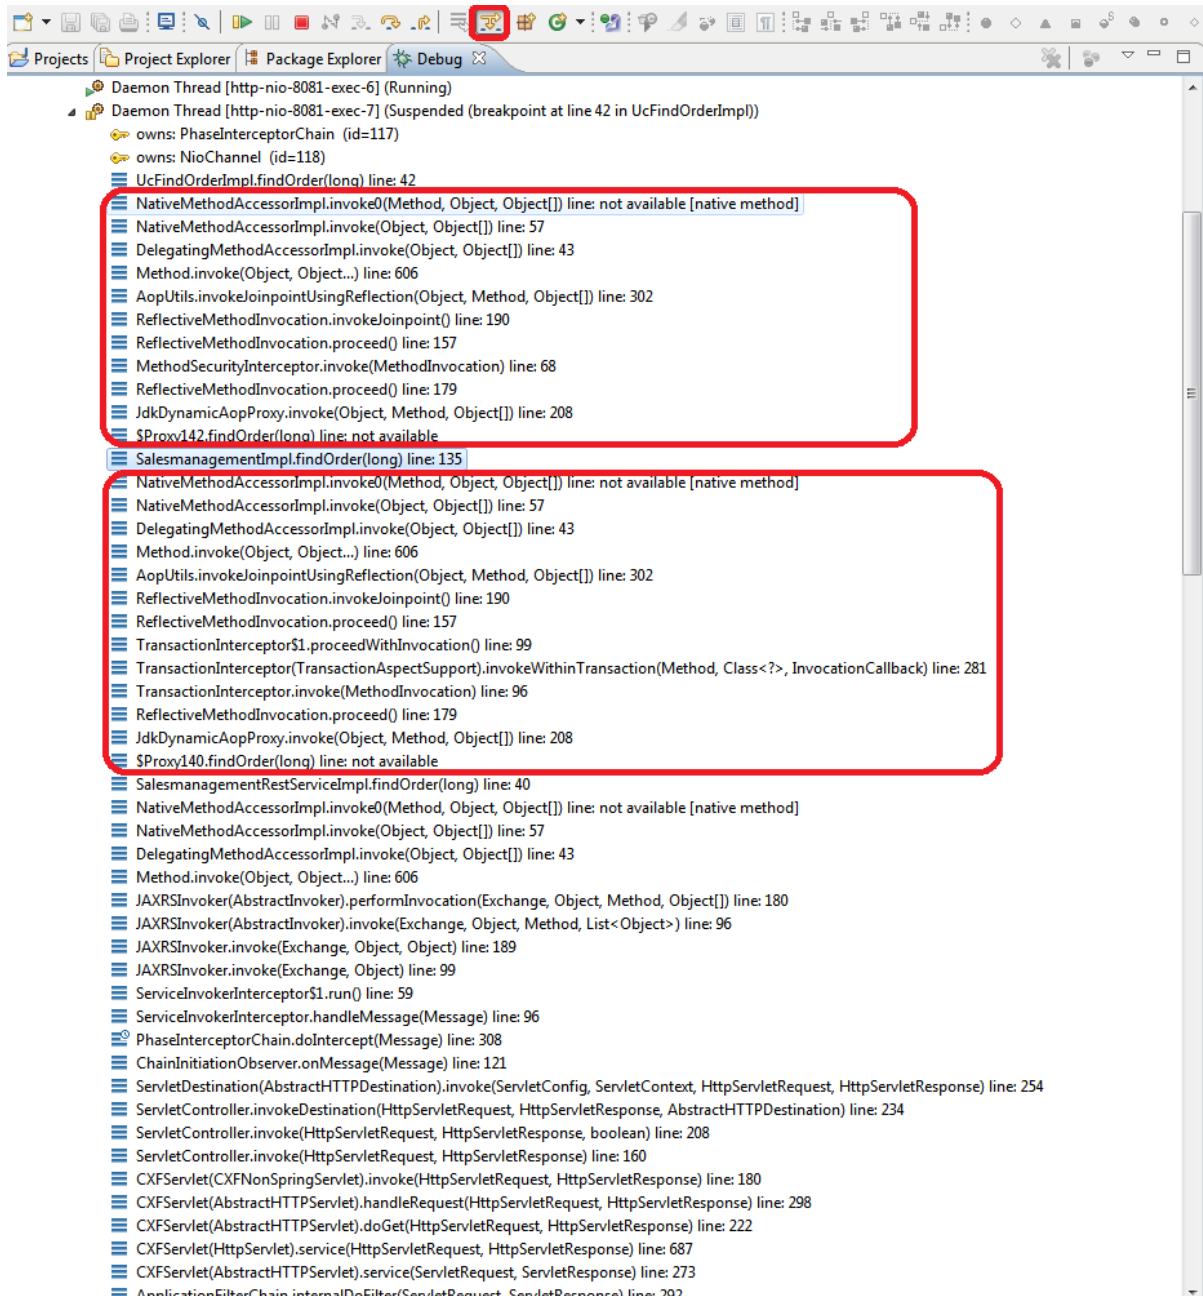 Projects Project Explorer Package Explorer Debug
Daemon Thread [http-nio-8081-exec-6] (Running)
Daemon Thread [http-nio-8081-exec-7] (Suspended (breakpoint at line 42 in UcFindOrderImpl))
owns: PhaseInterceptorChain (id=117)
owns: NioChannel (id=118)
UcFindOrderImpl.findOrder(long) line: 42
NativeMethodAccessorImpl.invoke0(Method, Object, Object[]) line: not available [native method]
NativeMethodAccessorImpl.invoke(Object, Object[]) line: 57
DelegatingMethodAccessorImpl.invoke(Object, Object[]) line: 43
Method.invoke(Object, Object...) line: 606
AopUtils.invokeJoinpointUsingReflection(Object, Method, Object[]) line: 302
ReflectiveMethodInvocation.invokeJoinpoint() line: 190
ReflectiveMethodInvocation.proceed() line: 157
MethodSecurityInterceptor.invoke(MethodInvocation) line: 68
ReflectiveMethodInvocation.proceed() line: 179
JdkDynamicAopProxy.invoke(Object, Method, Object[]) line: 208
$Proxy142.findOrder(long) line: not available
SalesmanagementImpl.findOrder(long) line: 135
NativeMethodAccessorImpl.invoke0(Method, Object, Object[]) line: not available [native method]
NativeMethodAccessorImpl.invoke(Object, Object[]) line: 57
DelegatingMethodAccessorImpl.invoke(Object, Object[]) line: 43
Method.invoke(Object, Object...) line: 606
AopUtils.invokeJoinpointUsingReflection(Object, Method, Object[]) line: 302
ReflectiveMethodInvocation.invokeJoinpoint() line: 190
ReflectiveMethodInvocation.proceed() line: 157
TransactionInterceptor$1.proceedWithInvocation() line: 99
TransactionInterceptor(TransactionAspectSupport).invokeWithinTransaction(Method, Class<?>, InvocationCallback) line: 281
TransactionInterceptor.invoke(MethodInvocation) line: 96
ReflectiveMethodInvocation.proceed() line: 179
JdkDynamicAopProxy.invoke(Object, Method, Object[]) line: 208
$Proxy140.findOrder(long) line: not available
SalesmanagementRestServiceImpl.findOrder(long) line: 40
NativeMethodAccessorImpl.invoke0(Method, Object, Object[]) line: not available [native method]
NativeMethodAccessorImpl.invoke(Object, Object[]) line: 57
DelegatingMethodAccessorImpl.invoke(Object, Object[]) line: 43
Method.invoke(Object, Object...) line: 606
JAXRSInvoker(AbstractInvoker).performInvocation(Exchange, Object, Method, Object[]) line: 180
JAXRSInvoker(AbstractInvoker).invoke(Exchange, Object, Method, List<Object>) line: 96
JAXRSInvoker.invoke(Exchange, Object, Object) line: 189
JAXRSInvoker.invoke(Exchange, Object) line: 99
ServiceInvokerInterceptor$1.run() line: 59
ServiceInvokerInterceptor.handleMessage(Message) line: 96
PhaseInterceptorChain.doIntercept(Message) line: 308
ChainInitiationObserver.onMessage(Message) line: 121
ServletDestination(AbstractHTTPDestination).invoke(ServletConfig, ServletContext, HttpServletRequest, HttpServletResponse) line: 254
ServletController.invokeDestination(HttpServletRequest, HttpServletResponse, AbstractHTTPDestination) line: 234
ServletController.invoke(HttpServletRequest, HttpServletResponse, boolean) line: 208
ServletController.invoke(HttpServletRequest, HttpServletResponse) line: 160
CXFServlet(CXFNonSpringServlet).invoke(HttpServletRequest, HttpServletResponse) line: 180
CXFServlet(AbstractHTTPServlet).handleRequest(HttpServletRequest, HttpServletResponse) line: 298
CXFServlet(AbstractHTTPServlet).doGet(HttpServletRequest, HttpServletResponse) line: 222
CXFServlet(HttpServlet).service(HttpServletRequest, HttpServletResponse) line: 687
CXFServlet(AbstractHTTPServlet).service(ServletRequest, ServletResponse) line: 273
ApplicationFilterChain.internalDoFilter(ServletRequest, ServletResponse) line: 292